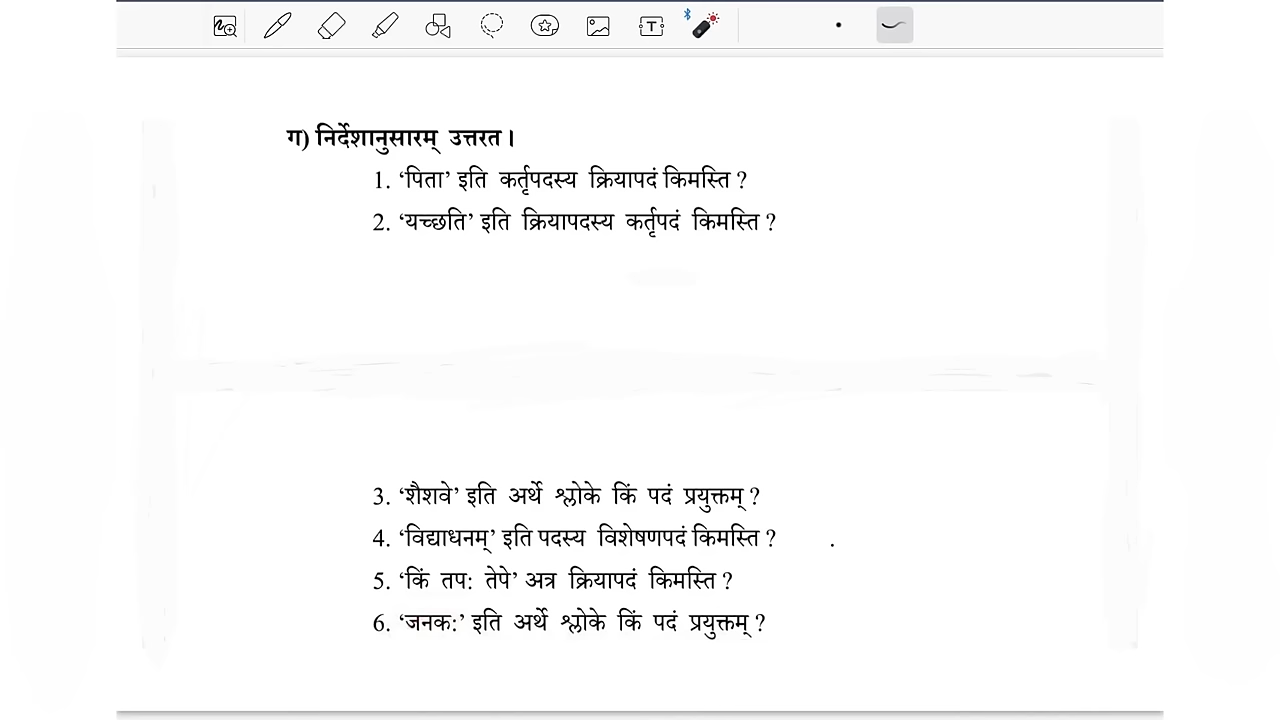 ग) निर्देशानुसारम् उत्तरत।
1. ‘पिता’ इति कर्तृपदस्य क्रियापदं किमस्ति ?
2. ‘यच्छति’ इति क्रियापदस्य कर्तृपदं किमस्ति ?
3. ‘शैशवे’ इति अर्थे श्लोके किं पदं प्रयुक्तम् ?
4. ‘विद्याधनम्’ इति पदस्य विशेषणपदं किमस्ति ?
5. ‘किं तप: तेपे’ अत्र क्रियापदं किमस्ति ?
6. ‘जनक:’ इति अर्थे श्लोके किं पदं प्रयुक्तम् ?